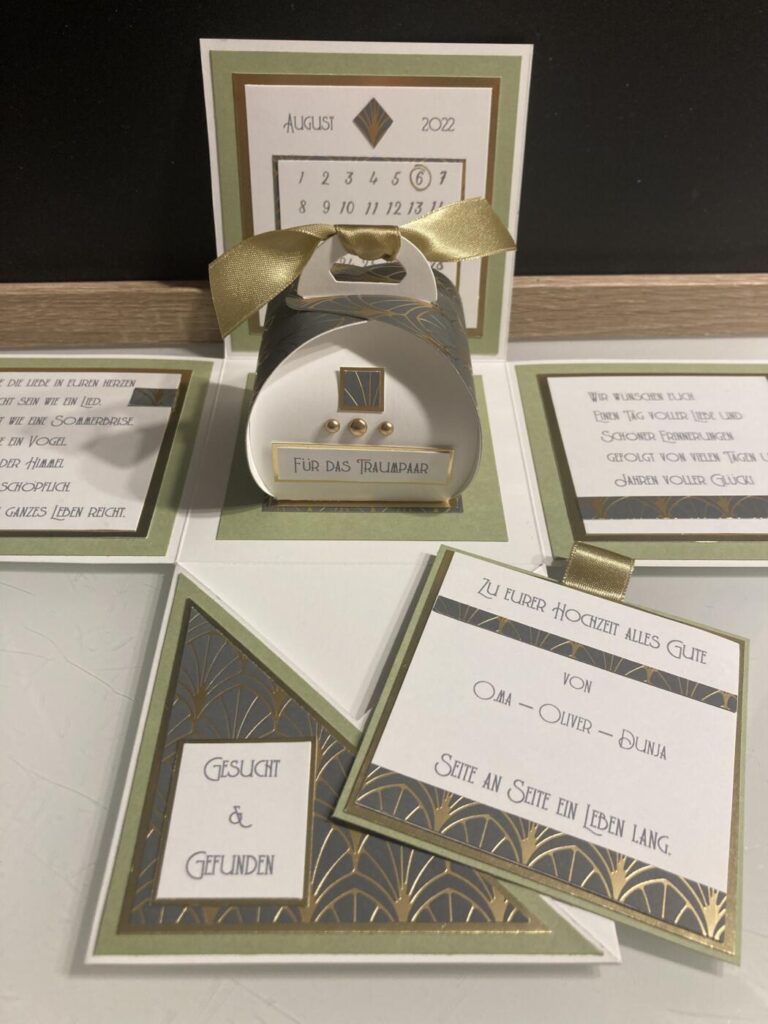 August 2022
1 2 3 4 5 6 7
8 9 10 11 12 13 14
Für das Traumpaar
die Liebe in euren Herzen
sein wie ein Lied,
wie eine Sommerbrise
ein Vogel
der Himmel
ganzes Leben reicht.
Wir wünschen euch
Einen Tag voller Liebe und
Schöner Erinnerungen
gefolgt von vielen Tagen
Jahren voller Glück!
Zu eurer Hochzeit alles Gute
von
Oma – Oliver – Dunja
Seite an Seite ein Leben lang.
Gesucht
&
Gefunden